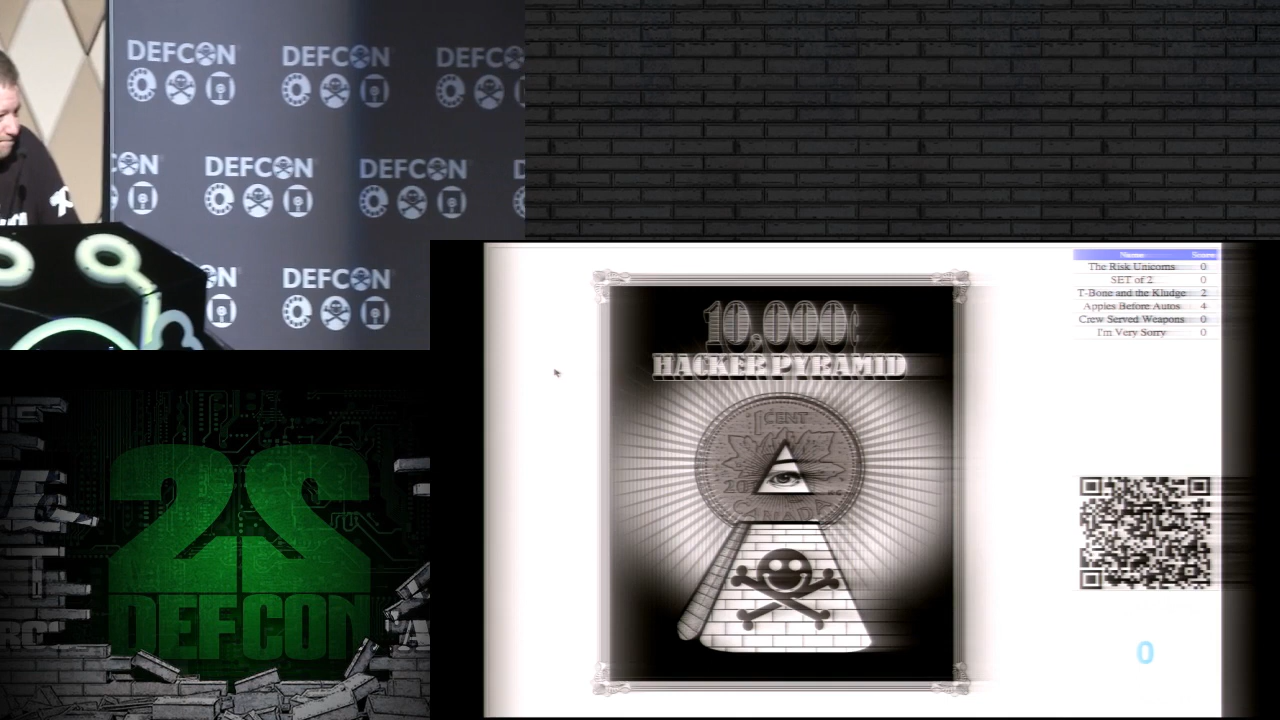 DEFCON DEFCON DEFCON
DEFCON DEFCON
DEFCON
10,000¢
HACKER PYRAMID
1 CENT
CANADA
Name Score
The Risk Unicorns 0
SET of 2 0
T-Bone and the Kludge 2
Apples Before Autos 4
Crew Served Weapons 0
I'm Very Sorry 0
0
22
DEFCON